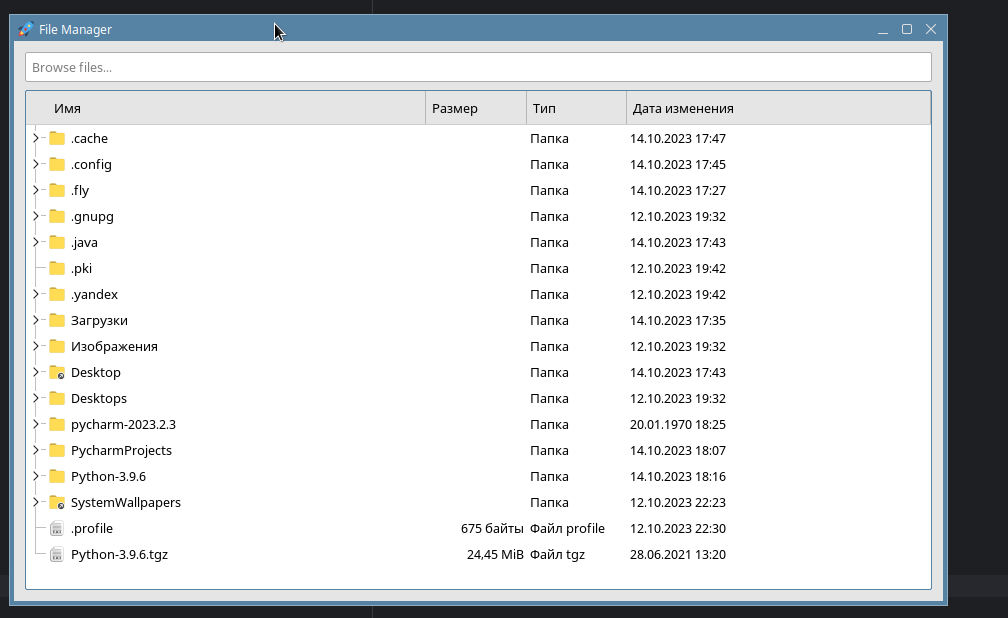 File Manager
Browse files...
Имя Размер Тип Дата изменения
.cache Папка 14.10.2023 17:47
.config Папка 14.10.2023 17:45
.fly Папка 14.10.2023 17:27
.gnupg Папка 12.10.2023 19:32
.java Папка 14.10.2023 17:43
.pki Папка 12.10.2023 19:42
.yandex Папка 12.10.2023 19:42
Загрузки Папка 14.10.2023 17:35
Изображения Папка 12.10.2023 19:32
Desktop Папка 14.10.2023 17:43
Desktops Папка 12.10.2023 19:32
pycharm-2023.2.3 Папка 20.01.1970 18:25
PycharmProjects Папка 14.10.2023 18:07
Python-3.9.6 Папка 14.10.2023 18:16
SystemWallpapers Папка 12.10.2023 22:23
.profile 675 байты Файл profile 12.10.2023 22:30
Python-3.9.6.tgz 24,45 MiB Файл tgz 28.06.2021 13:20